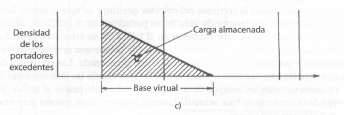 Densidad
de los
portadores
excedentes
Carga almacenada
Base virtual
c)